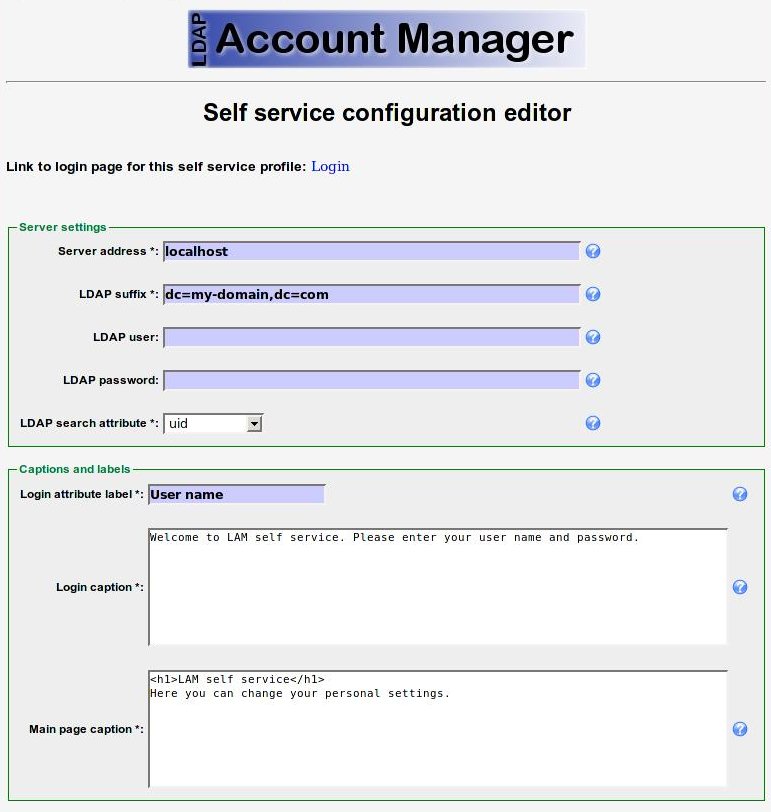 LDAP Account Manager
Self service configuration editor
Link to login page for this self service profile: Login
Server settings
Server address *: localhost
LDAP suffix *: dc=my-domain,dc=com
LDAP user:
LDAP password:
LDAP search attribute *: uid
Captions and labels
Login attribute label *: User name
Login caption *: Welcome to LAM self service. Please enter your user name and password.
Main page caption *: <h1>LAM self service</h1>
Here you can change your personal settings.